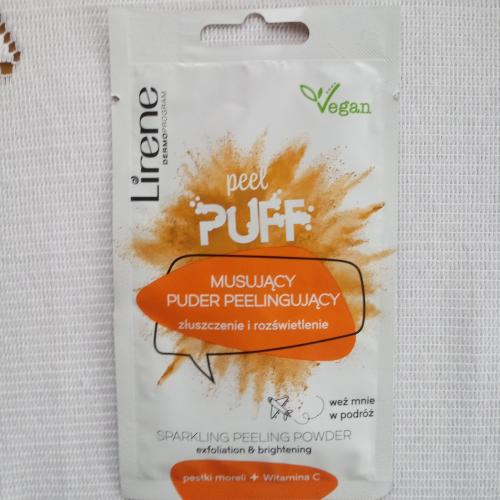 Lirene
DERMOPROGRAM
Vegan
peel
PUFF
MUSUJĄCY
PUDER PEELINGUJĄCY
złuszczenie i rozświetlenie
weź mnie
w podróż
SPARKLING PEELING POWDER
exfoliation & brightening
pestki moreli + Witamina C